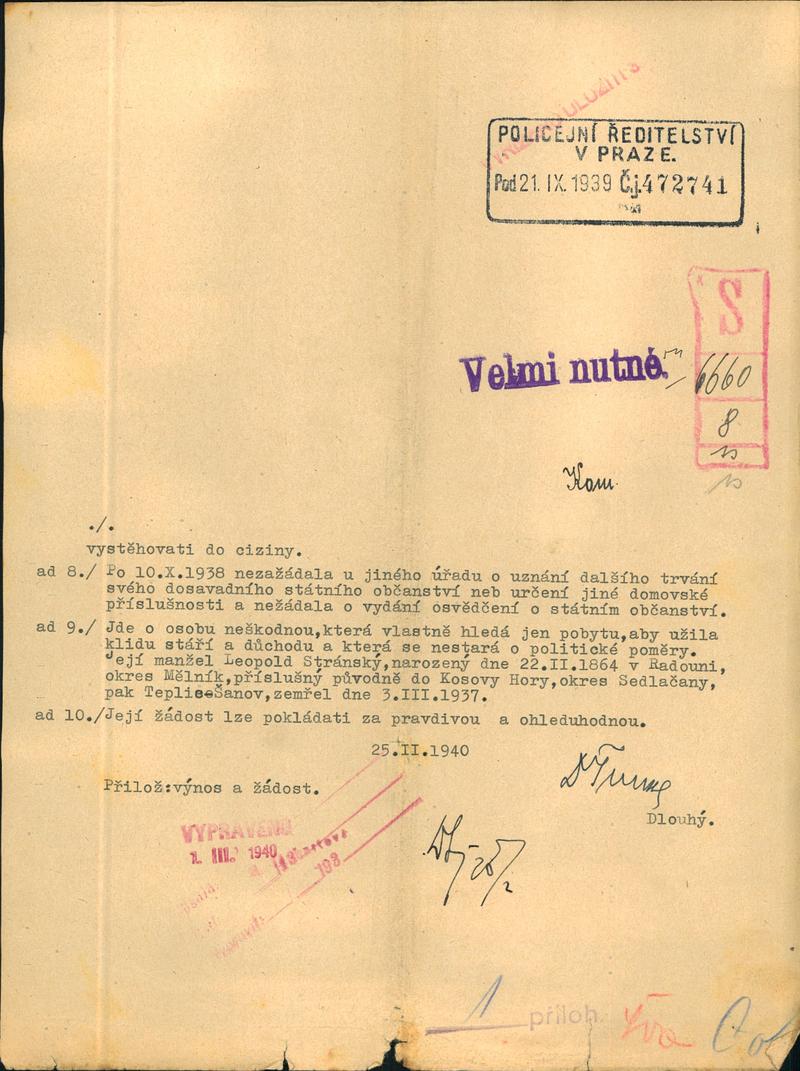 POLICEJNÍ ŘEDITELSTVÍ
V PRAZE.
Pod 21. IX. 1939 Čj. 472741
S
Velmi nutné.
6660
8
Kom.
./.
vystěhovati do ciziny.
ad 8./ Po 10.X.1938 nezažádala u jiného úřadu o uznání dalšího trvání
svého dosavadního státního občanství neb určení jiné domovské
příslušnosti a nežádala o vydání osvědčení o státním občanství.
ad 9./ Jde o osobu neškodnou,která vlastně hledá jen pobytu,aby užila
klidu stáří a důchodu a která se nestará o politické poměry.
Její manžel Leopold Stránský,narozený dne 22.II.1864 v Radouni,
okres Mělník,příslušný původně do Kosovy Hory,okres Sedlačany,
pak Teplice-Šanov,zemřel dne 3.III.1937.
ad 10./Její žádost lze pokládati za pravdivou a ohleduhodnou.
25.II.1940
Přilož:výnos a žádost.
Dlouhý.
VYPRAVENO
1. III. 1940
193
1 příloh.